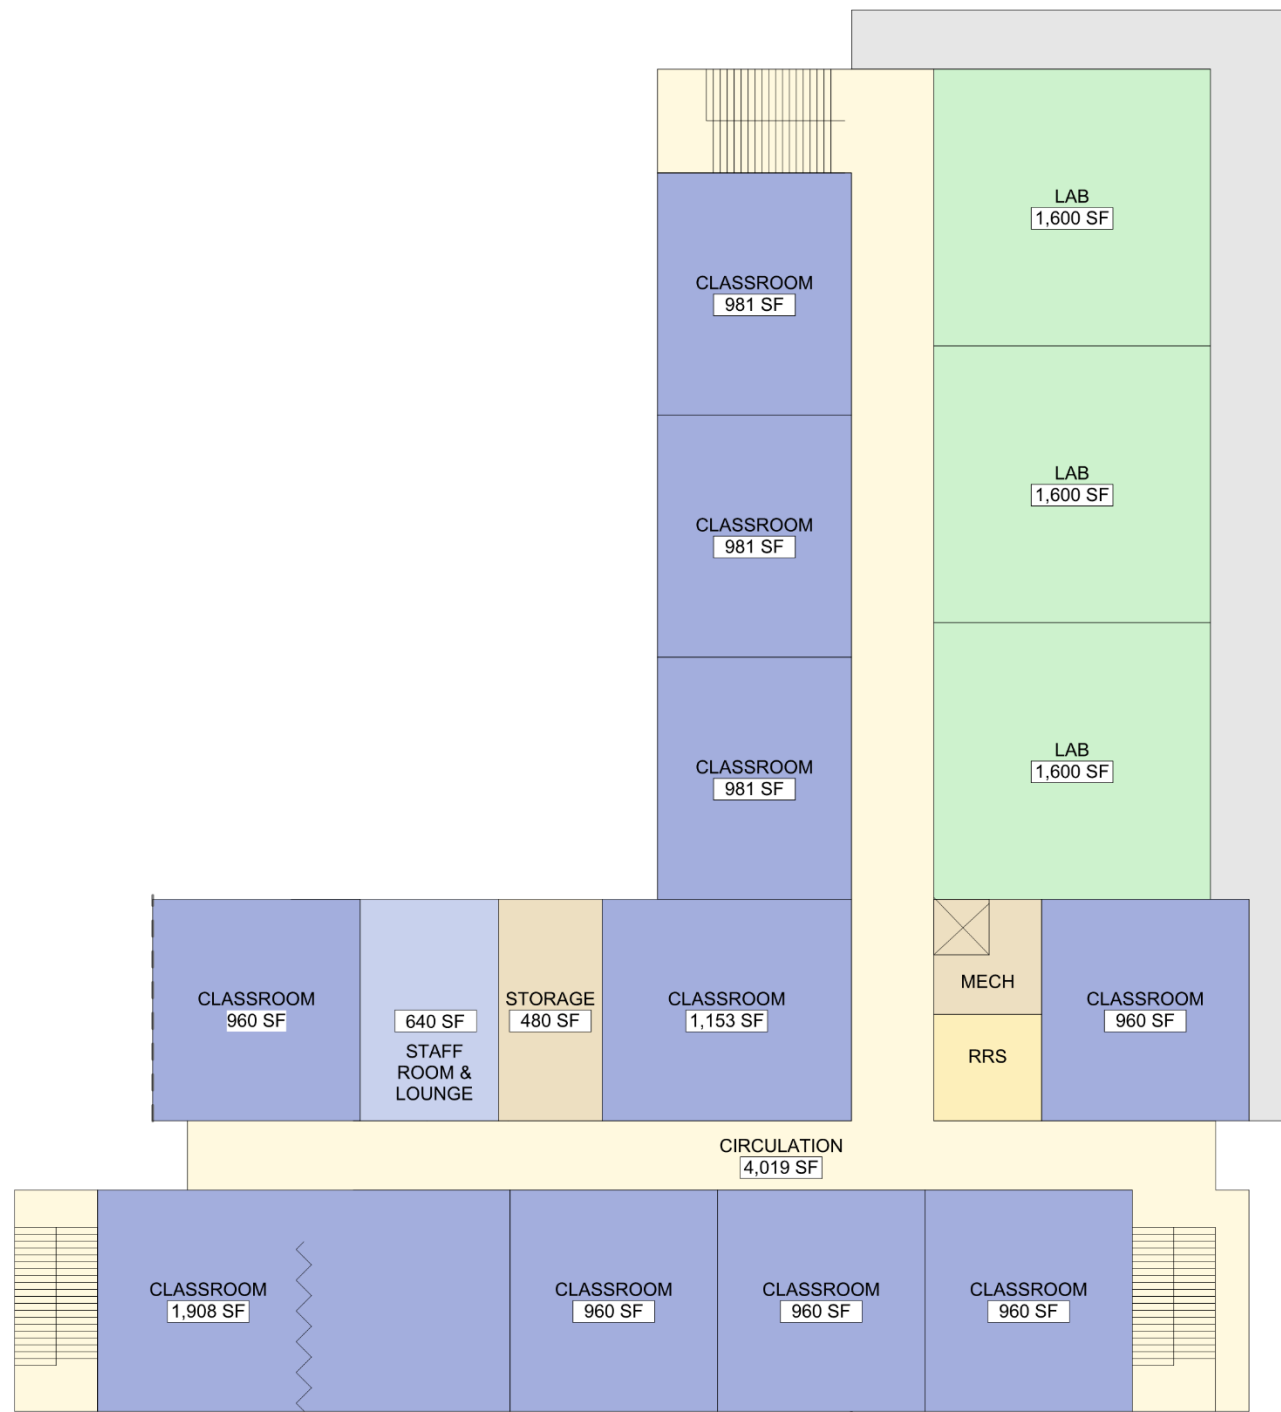 LAB
1,600 SF
CLASSROOM
981 SF
LAB
1,600 SF
CLASSROOM
981 SF
LAB
1,600 SF
CLASSROOM
981 SF
CLASSROOM
960 SF
640 SF
STAFF
ROOM &
LOUNGE
STORAGE
480 SF
CLASSROOM
1,153 SF
MECH
RRS
CLASSROOM
960 SF
CIRCULATION
4,019 SF
CLASSROOM
1,908 SF
CLASSROOM
960 SF
CLASSROOM
960 SF
CLASSROOM
960 SF